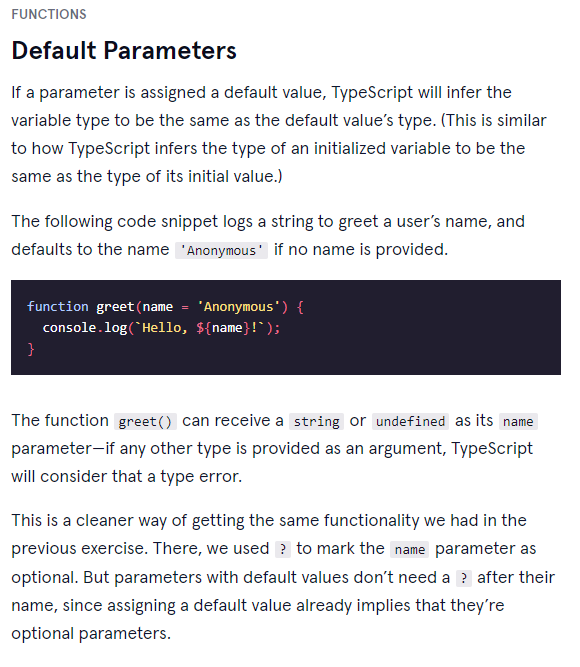 FUNCTIONS
Default Parameters
If a parameter is assigned a default value, TypeScript will infer the
variable type to be the same as the default value’s type. (This is similar
to how TypeScript infers the type of an initialized variable to be the
same as the type of its initial value.)
The following code snippet logs a string to greet a user’s name, and
defaults to the name 'Anonymous' if no name is provided.
function greet(name = 'Anonymous') {
  console.log(`Hello, ${name}!`);
}
The function greet() can receive a string or undefined as its name
parameter—if any other type is provided as an argument, TypeScript
will consider that a type error.
This is a cleaner way of getting the same functionality we had in the
previous exercise. There, we used ? to mark the name parameter as
optional. But parameters with default values don’t need a ? after their
name, since assigning a default value already implies that they’re
optional parameters.